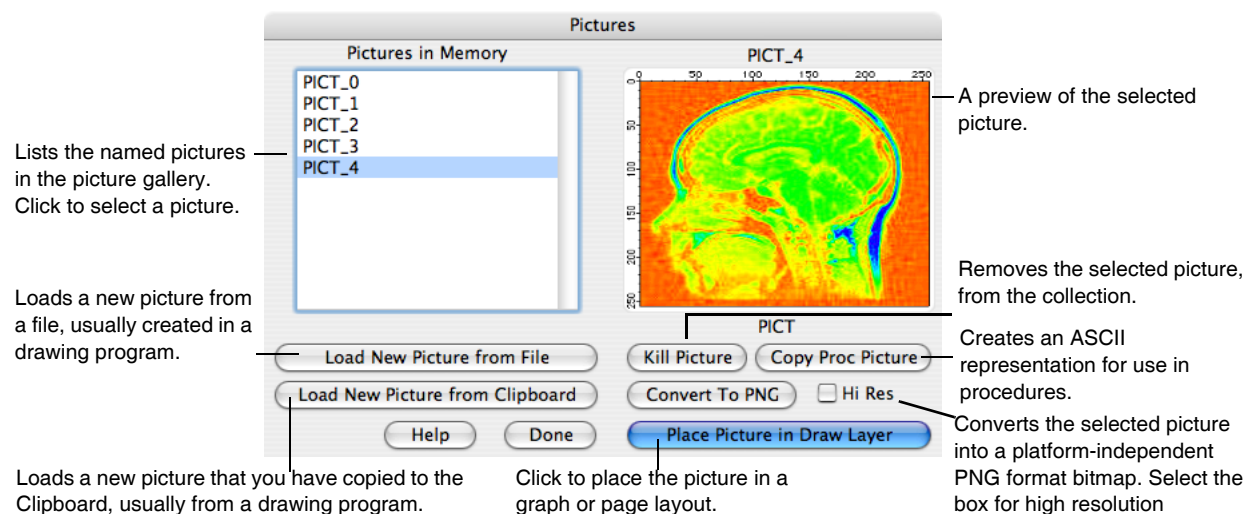 Pictures
Pictures in Memory
PICT_0
PICT_1
PICT_2
PICT_3
PICT_4
PICT_4
0 50 100 150 200 250
0
50
100
150
200
250
PICT
Load New Picture from File
Load New Picture from Clipboard
Help
Done
Kill Picture
Copy Proc Picture
Convert To PNG
Hi Res
Place Picture in Draw Layer
Lists the named pictures
in the picture gallery.
Click to select a picture.
Loads a new picture from
a file, usually created in a
drawing program.
Loads a new picture that you have copied to the
Clipboard, usually from a drawing program.
Click to place the picture in a
graph or page layout.
A preview of the selected
picture.
Removes the selected picture,
from the collection.
Creates an ASCII
representation for use in
procedures.
Converts the selected picture
into a platform-independent
PNG format bitmap. Select the
box for high resolution